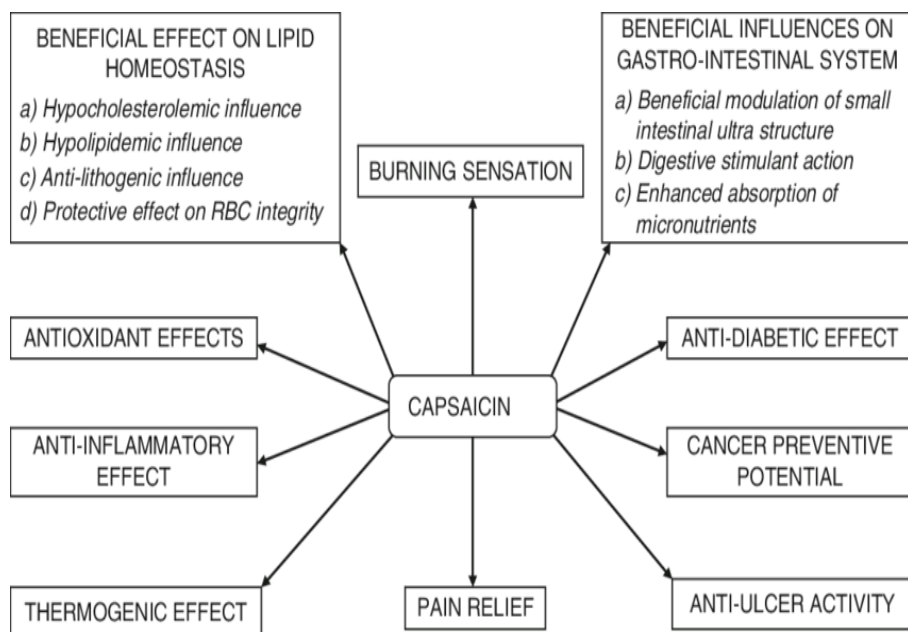 BENEFICIAL EFFECT ON LIPID
HOMEOSTASIS
a) Hypocholesterolemic influence
b) Hypolipidemic influence
c) Anti-lithogenic influence
d) Protective effect on RBC integrity
BENEFICIAL INFLUENCES ON
GASTRO-INTESTINAL SYSTEM
a) Beneficial modulation of small
intestinal ultra structure
b) Digestive stimulant action
c) Enhanced absorption of
micronutrients
BURNING SENSATION
ANTIOXIDANT EFFECTS
ANTI-DIABETIC EFFECT
CAPSAICIN
ANTI-INFLAMMATORY
EFFECT
CANCER PREVENTIVE
POTENTIAL
THERMOGENIC EFFECT
PAIN RELIEF
ANTI-ULCER ACTIVITY